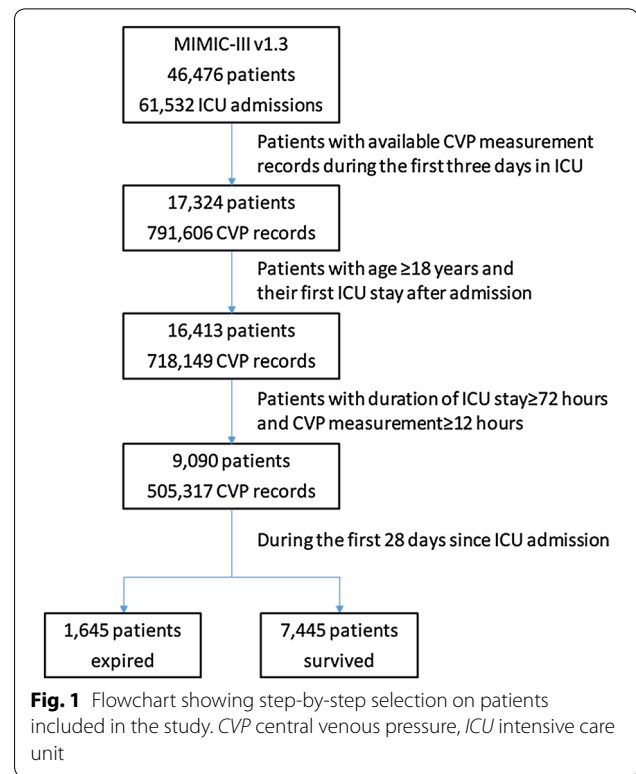 MIMIC-III v1.3
46,476 patients
61,532 ICU admissions
Patients with available CVP measurement
records during the first three days in ICU
17,324 patients
791,606 CVP records
Patients with age ≥18 years and
their first ICU stay after admission
16,413 patients
718,149 CVP records
Patients with duration of ICU stay≥72 hours
and CVP measurement≥12 hours
9,090 patients
505,317 CVP records
During the first 28 days since ICU admission
1,645 patients
expired
7,445 patients
survived
Fig. 1 Flowchart showing step-by-step selection on patients
included in the study. CVP central venous pressure, ICU intensive care
unit